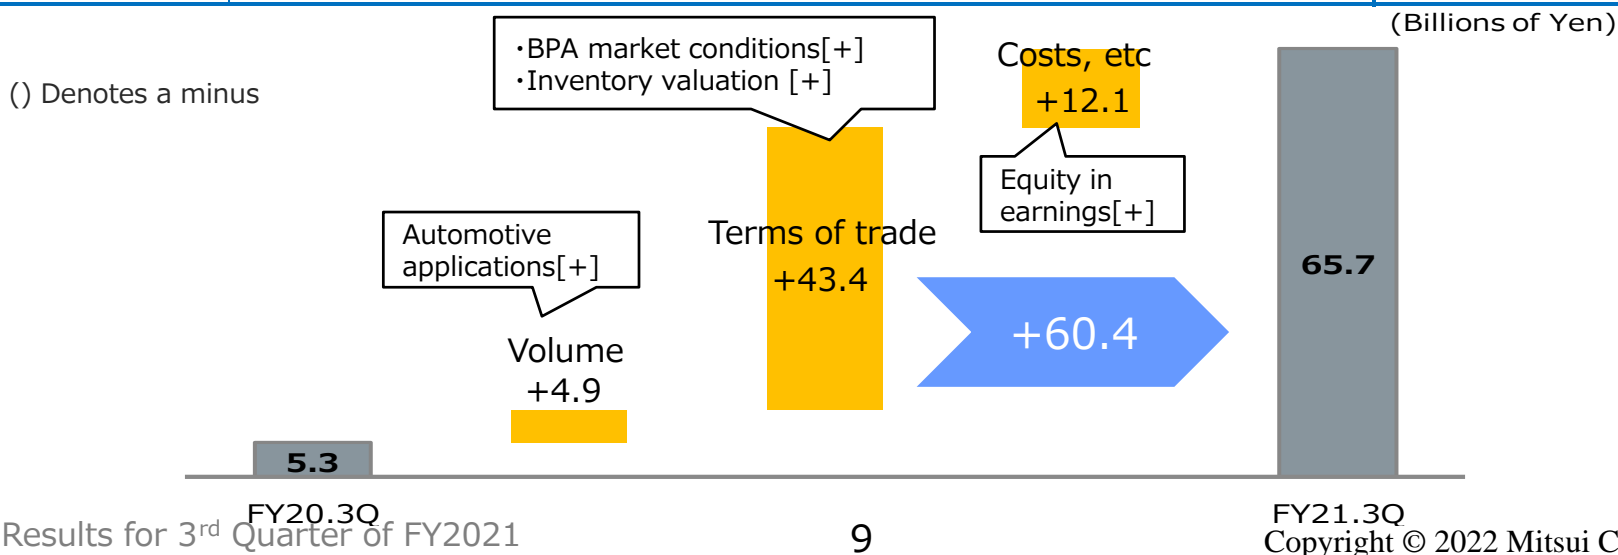 (Billions of Yen)
() Denotes a minus
・BPA market conditions[+]
・Inventory valuation [+]
Costs, etc
+12.1
Equity in
earnings[+]
Automotive
applications[+]
Terms of trade
+43.4
Volume
+4.9
+60.4
5.3
65.7
FY20.3Q
FY21.3Q
Results for 3rd Quarter of FY2021
9
Copyright © 2022 Mitsui C